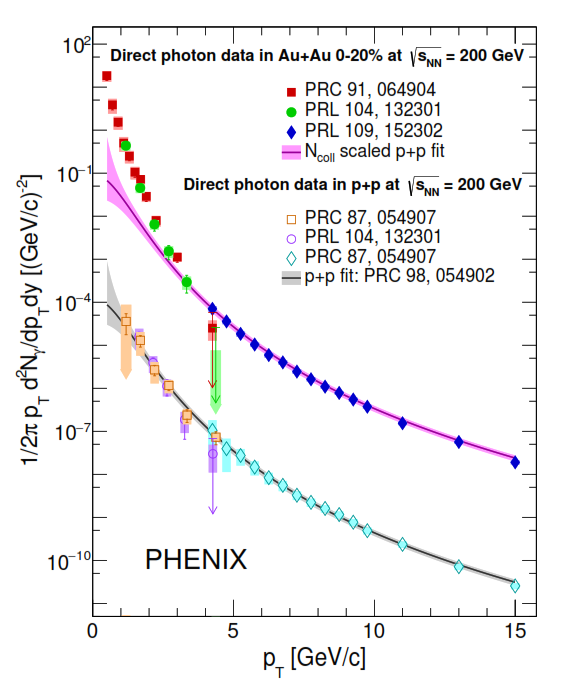 Direct photon data in Au+Au 0-20% at √sNN = 200 GeV
PRC 91, 064904
PRL 104, 132301
PRL 109, 152302
Ncoll scaled p+p fit
Direct photon data in p+p at √sNN = 200 GeV
PRC 87, 054907
PRL 104, 132301
PRC 87, 054907
p+p fit: PRC 98, 054902
10²
10⁻¹
10⁻⁴
10⁻⁷
10⁻¹⁰
1/2π pT d²Nγ/dpTdy [(GeV/c)⁻²]
PHENIX
0 5 10 15
pT [GeV/c]